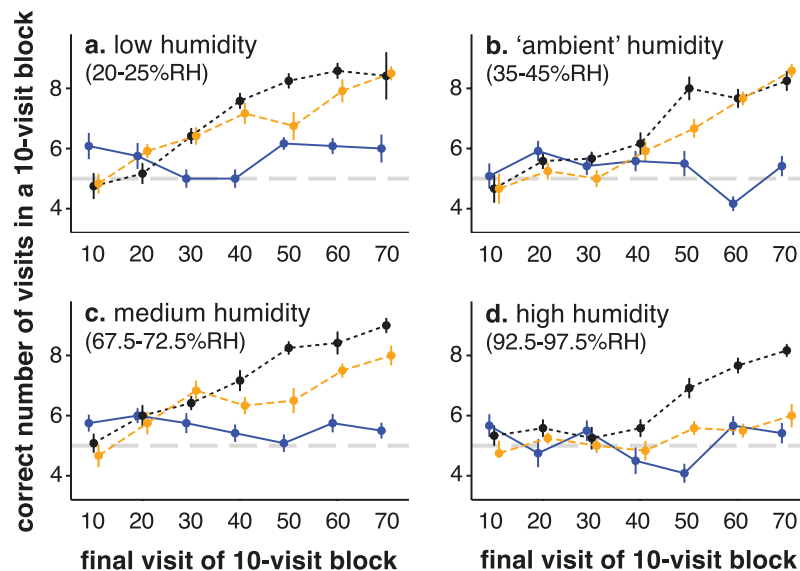 correct number of visits in a 10-visit block
a. low humidity
(20-25%RH)
8
6
4
10 20 30 40 50 60 70
b. ‘ambient’ humidity
(35-45%RH)
8
6
4
10 20 30 40 50 60 70
c. medium humidity
(67.5-72.5%RH)
8
6
4
10 20 30 40 50 60 70
final visit of 10-visit block
d. high humidity
(92.5-97.5%RH)
8
6
4
10 20 30 40 50 60 70
final visit of 10-visit block